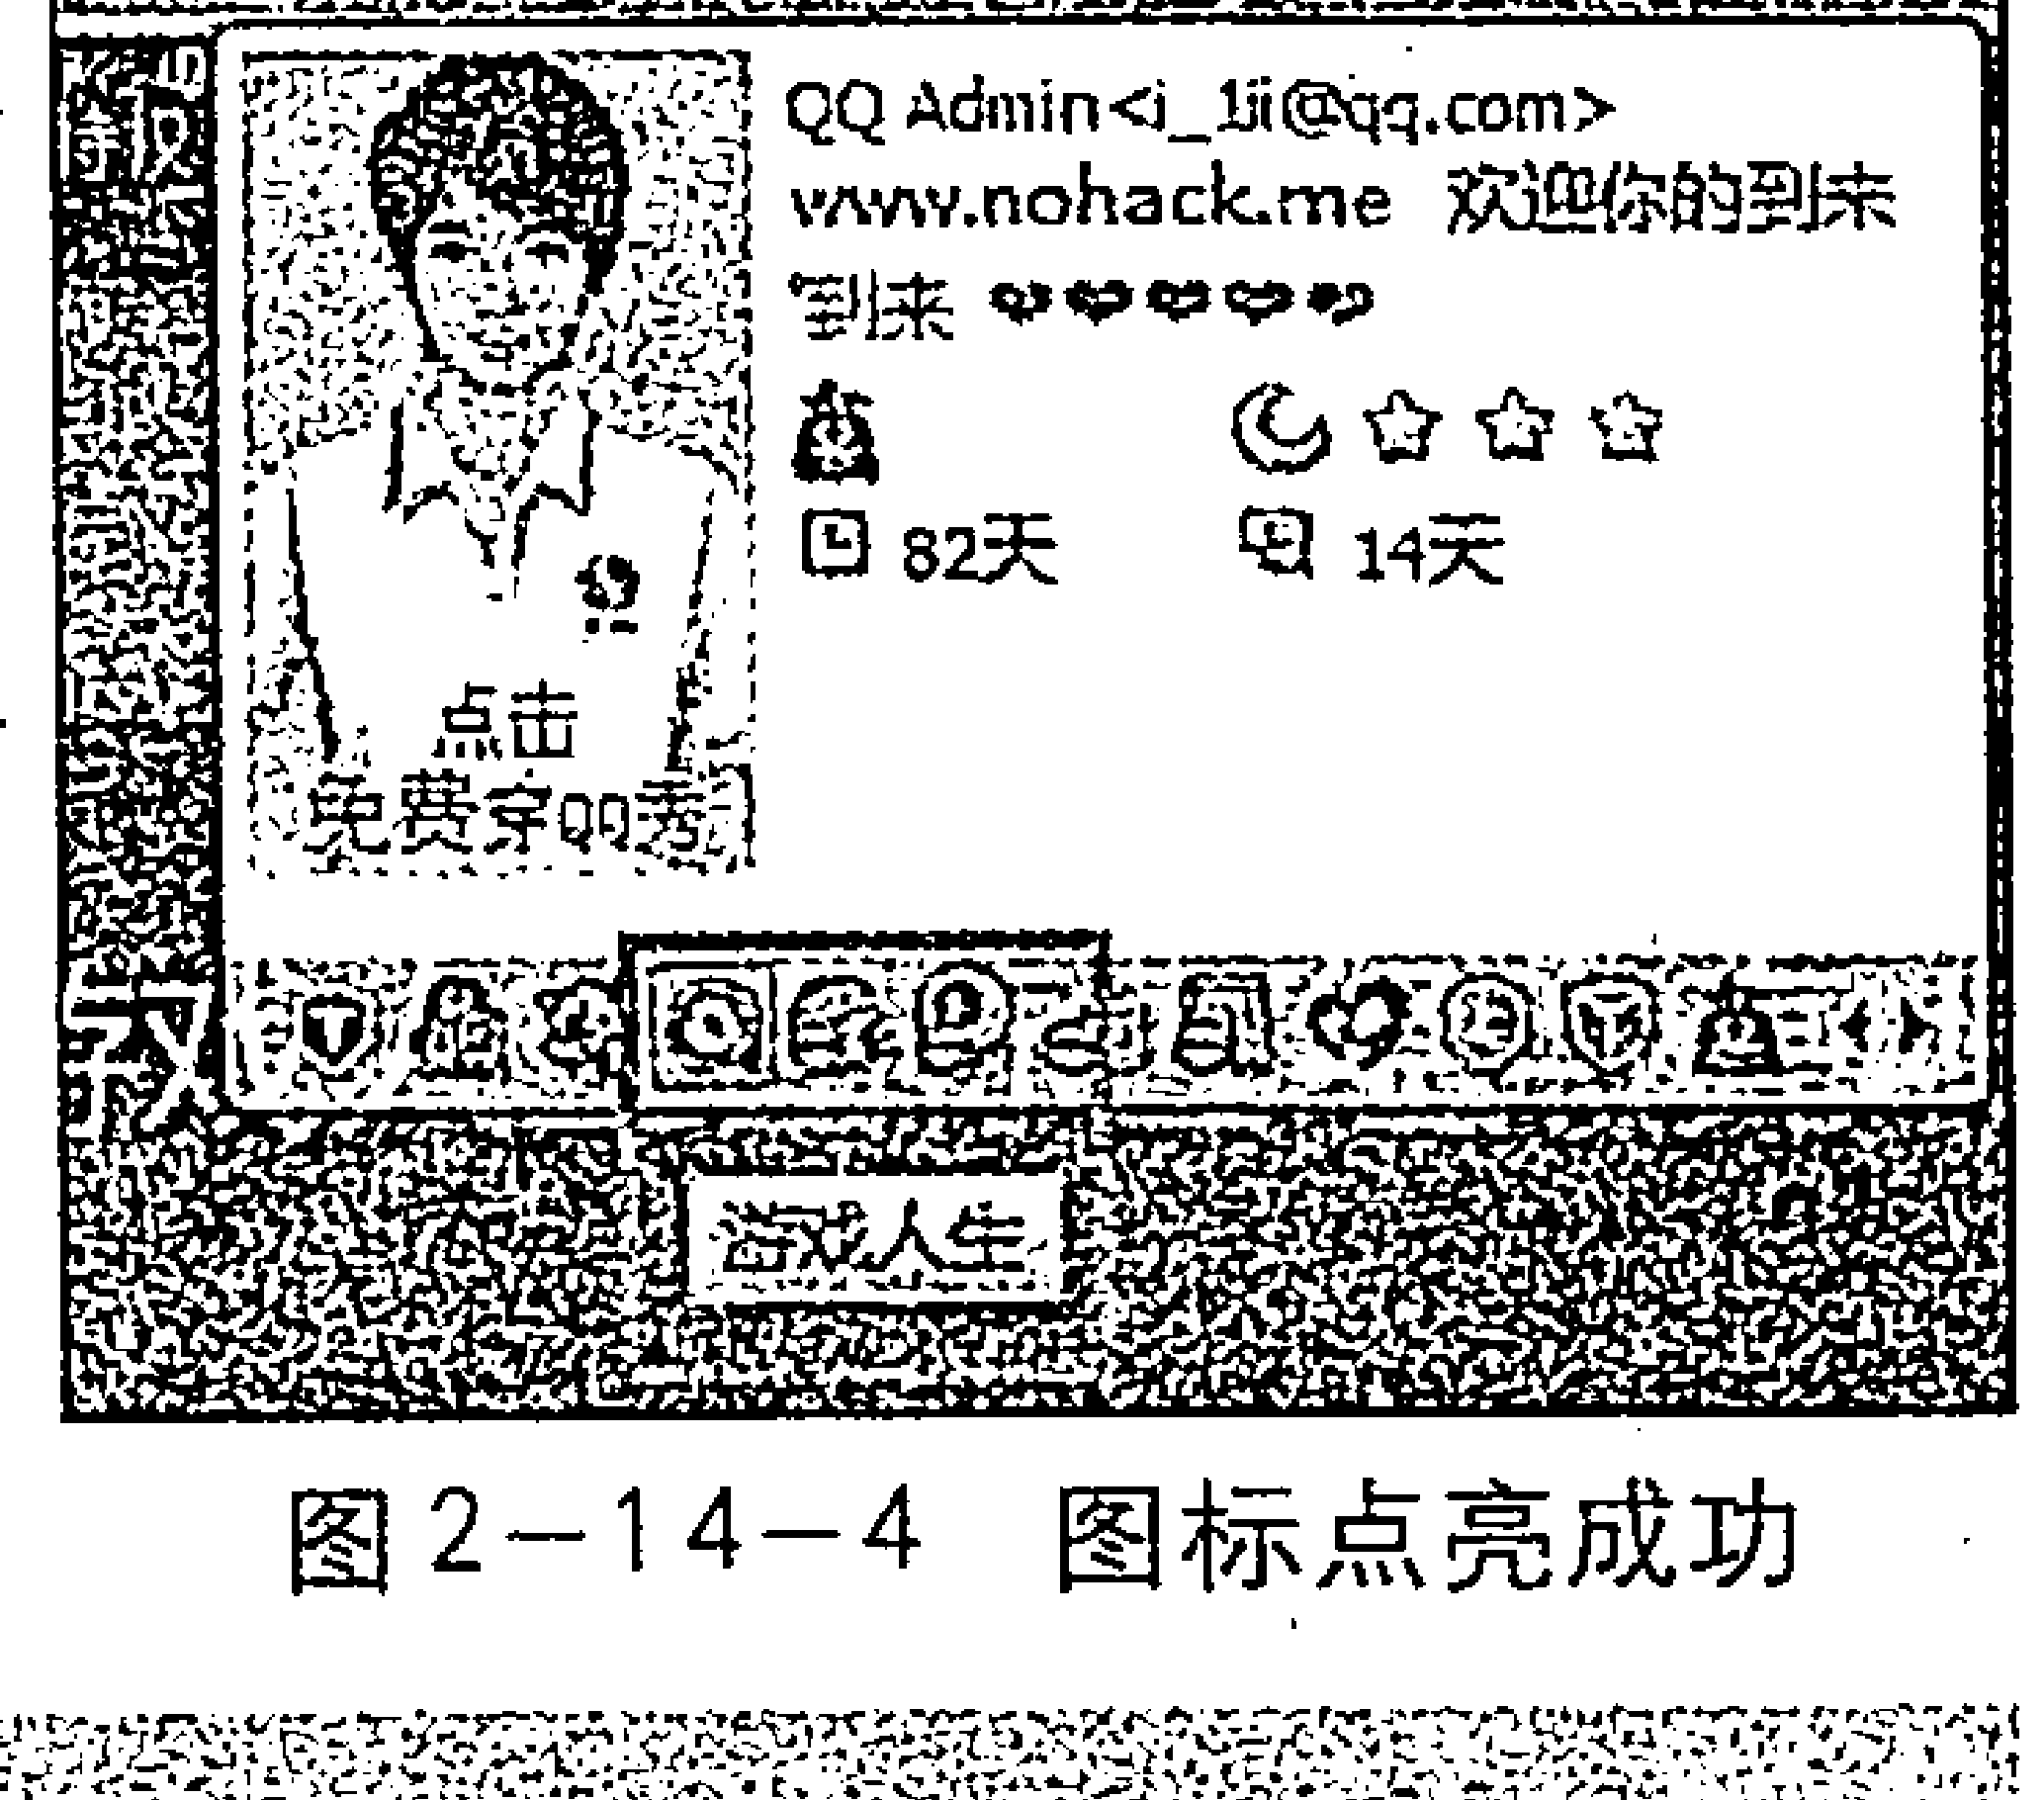 QQ Admin<i_1ii@qq.com>
www.nohack.me 欢迎你的到来
到来
82天 14天
点击
免费穿QQ秀
游戏人生
图2-14-4 图标点亮成功